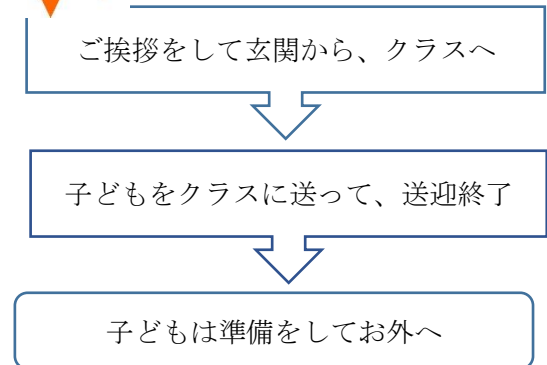 ご挨拶をして玄関から、クラスへ
子どもをクラスに送って、送迎終了
子どもは準備をしてお外へ